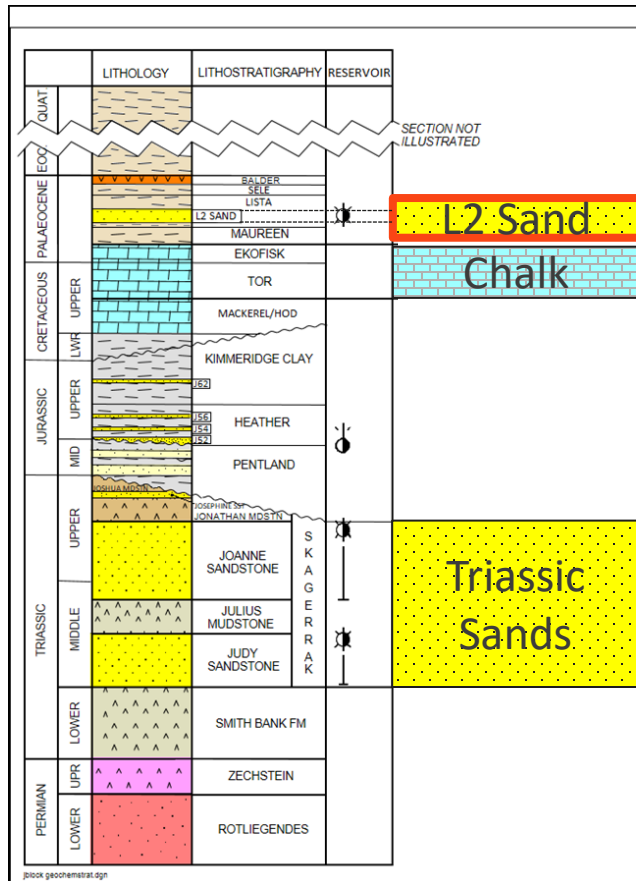 LITHOLOGY LITHOSTRATIGRAPHY RESERVOIR
QUAT.
SECTION NOT
ILLUSTRATED
EOC.
PALAEOCENE
BALDER
SELE
LISTA
L2 SAND
MAUREEN
L2 Sand
EKOFISK
Chalk
CRETACEOUS
UPPER
TOR
MACKEREL/HOD
LWR
KIMMERIDGE CLAY
JURASSIC
UPPER
J62
J56
J54
J52
HEATHER
MID
PENTLAND
TRIASSIC
UPPER
JOSHUA MDSTN
JOSEPHINE SST
JONATHAN MDSTN
JOANNE
SANDSTONE
SKAGERRAK
Triassic
Sands
MIDDLE
JULIUS
MUDSTONE
JUDY
SANDSTONE
LOWER
SMITH BANK FM
PERMIAN
UPR
ZECHSTEIN
LOWER
ROTLIEGENDES
jblock geochemstrat.dgn